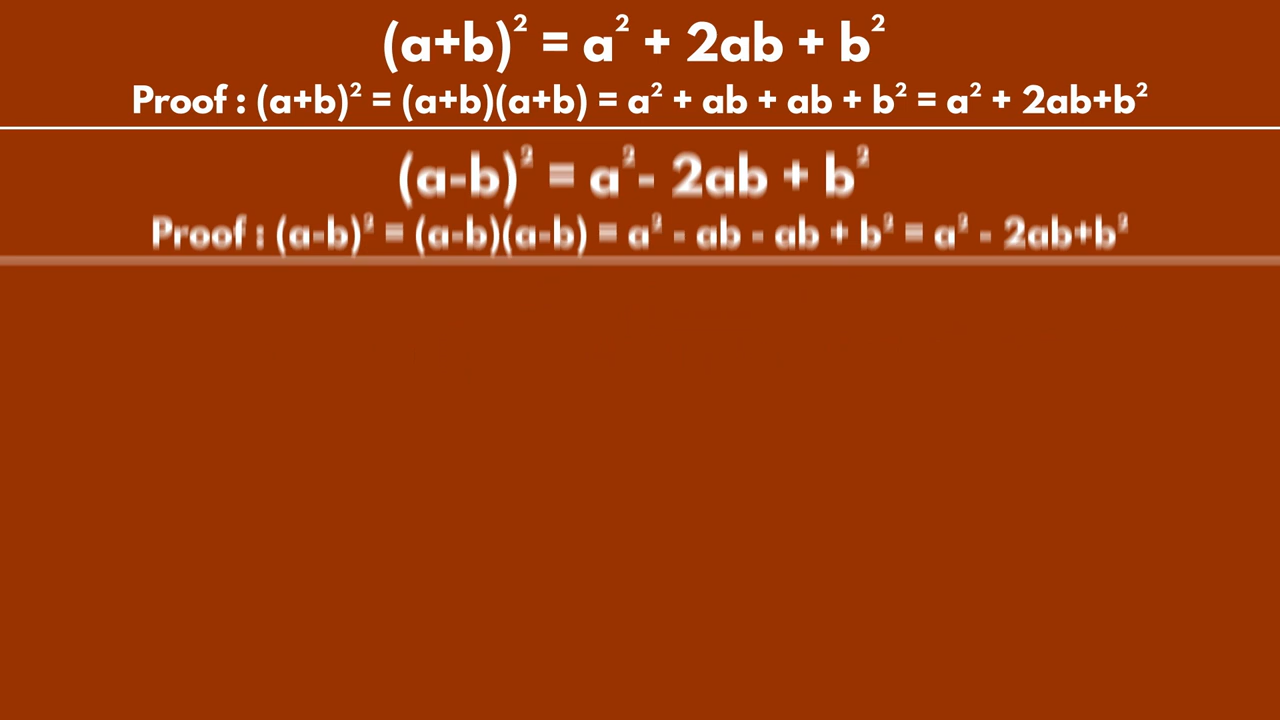 (a+b)² = a² + 2ab + b²
Proof : (a+b)² = (a+b)(a+b) = a² + ab + ab + b² = a² + 2ab+b²
(a-b)² = a²- 2ab + b²
Proof : (a-b)² = (a-b)(a-b) = a² - ab - ab + b² = a² - 2ab+b²